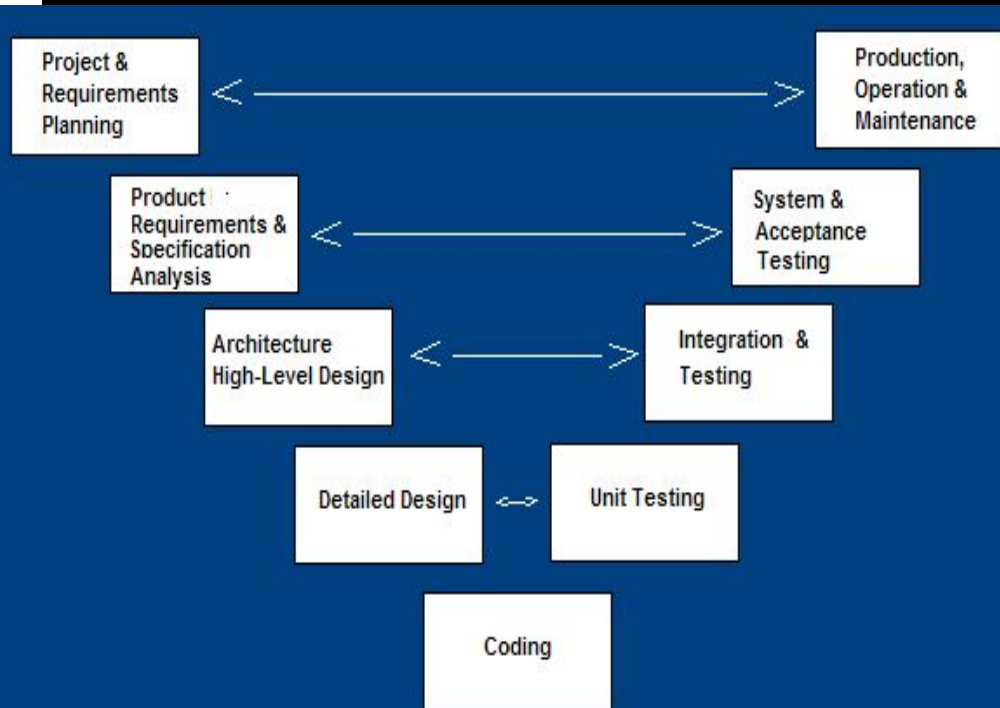 Project &
Requirements
Planning
Production,
Operation &
Maintenance
Product
Requirements &
Specification
Analysis
System &
Acceptance
Testing
Architecture
High-Level Design
Integration &
Testing
Detailed Design
Unit Testing
Coding